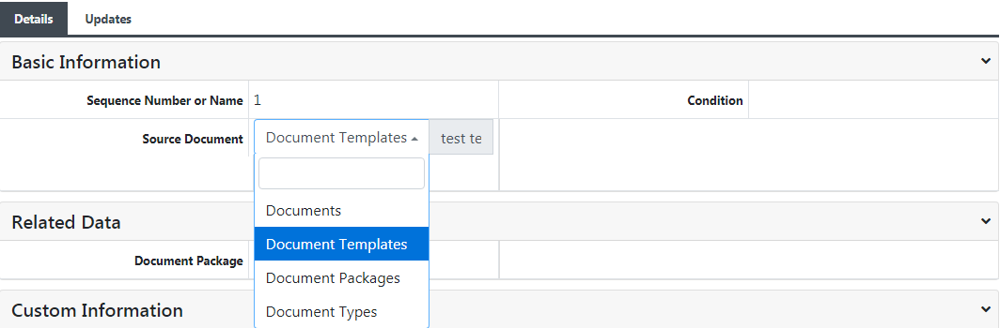 Details Updates
Basic Information
Sequence Number or Name 1 Condition
Source Document Document Templates test te
Documents
Related Data
Document Templates
Document Package
Document Packages
Custom Information
Document Types